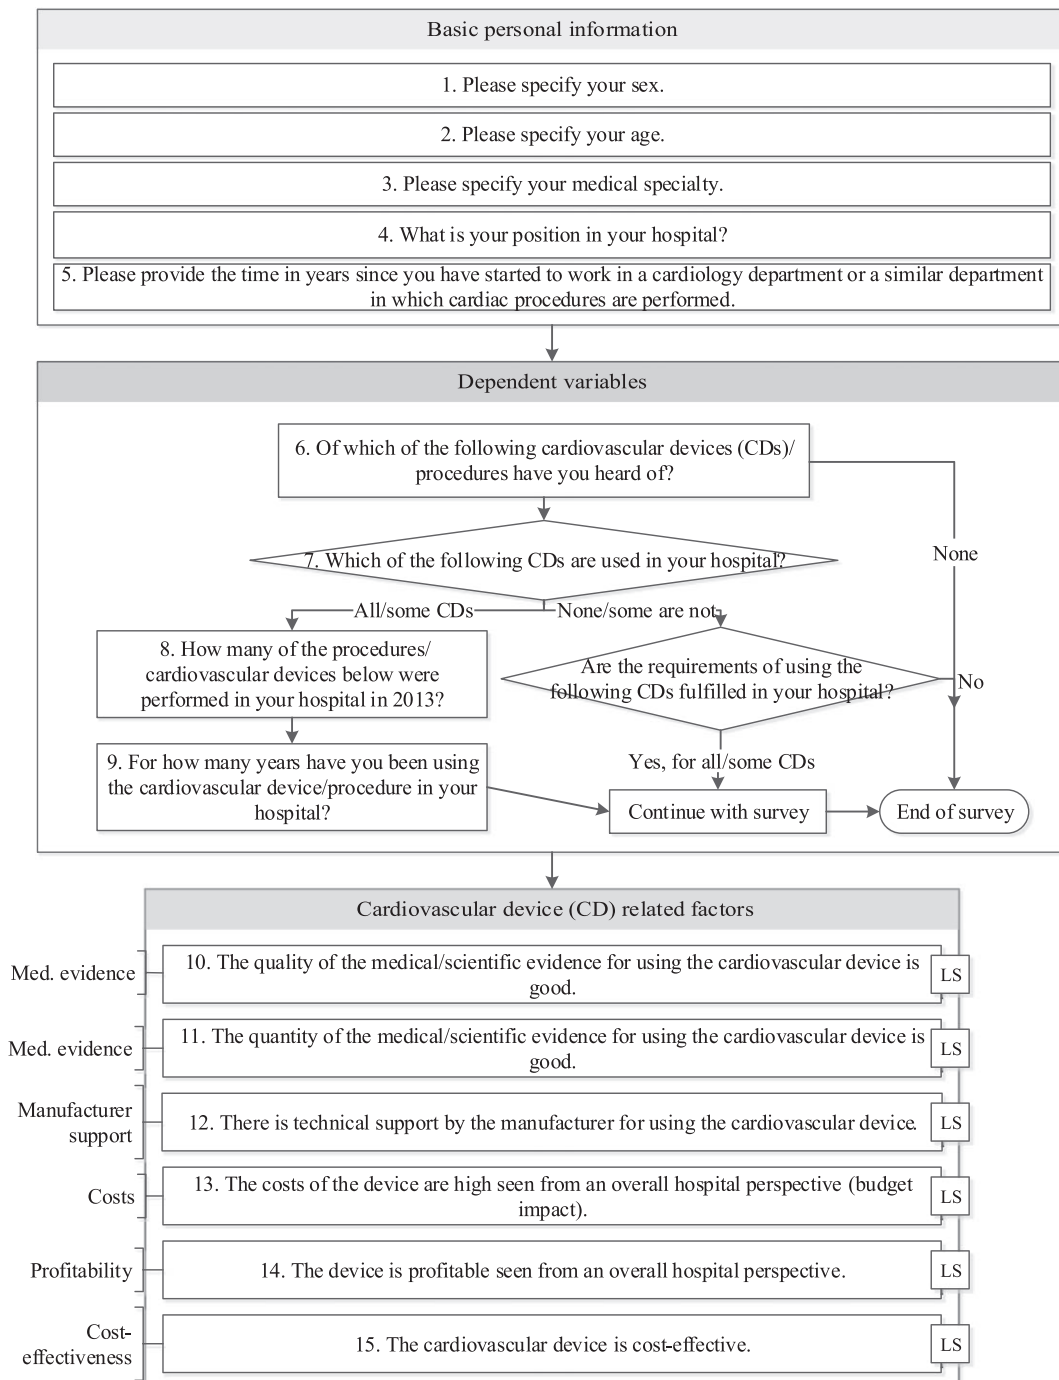 Basic personal information
1. Please specify your sex.
2. Please specify your age.
3. Please specify your medical specialty.
4. What is your position in your hospital?
5. Please provide the time in years since you have started to work in a cardiology department or a similar department
in which cardiac procedures are performed.
Dependent variables
6. Of which of the following cardiovascular devices (CDs)/
procedures have you heard of?
None
7. Which of the following CDs are used in your hospital?
All/some CDs
None/some are not
8. How many of the procedures/
cardiovascular devices below were
performed in your hospital in 2013?
Are the requirements of using the
following CDs fulfilled in your hospital?
No
9. For how many years have you been using
the cardiovascular device/procedure in your
hospital?
Yes, for all/some CDs
Continue with survey
End of survey
Cardiovascular device (CD) related factors
Med. evidence
10. The quality of the medical/scientific evidence for using the cardiovascular device is
good.
LS
Med. evidence
11. The quantity of the medical/scientific evidence for using the cardiovascular device is
good.
LS
Manufacturer
support
12. There is technical support by the manufacturer for using the cardiovascular device.
LS
Costs
13. The costs of the device are high seen from an overall hospital perspective (budget
impact).
LS
Profitability
14. The device is profitable seen from an overall hospital perspective.
LS
Cost-
effectiveness
15. The cardiovascular device is cost-effective.
LS